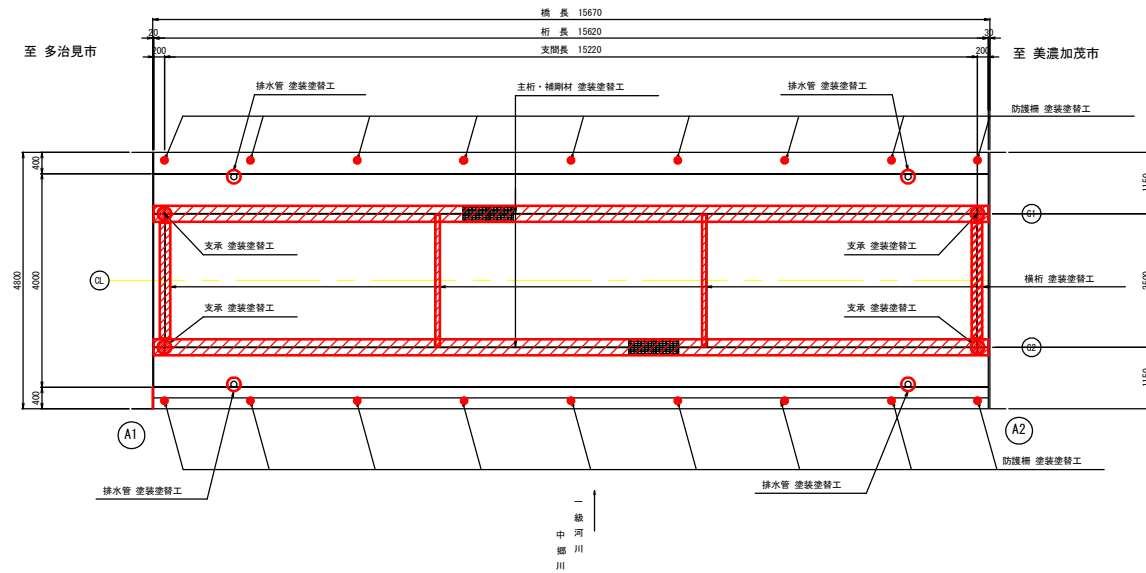 橋 長 15670
20 桁 長 15620 30
200 支間長 15220 200
至 多治見市
至 美濃加茂市
排水管 塗装塗替工
主桁・補剛材 塗装塗替工
排水管 塗装塗替工
防護柵 塗装塗替工
400
1150
G1
支承 塗装塗替工
支承 塗装塗替工
4800
4000
CL
横桁 塗装塗替工
2500
支承 塗装塗替工
支承 塗装塗替工
G2
400
1150
A1
A2
防護柵 塗装塗替工
排水管 塗装塗替工
排水管 塗装塗替工
一級河川
中郷川